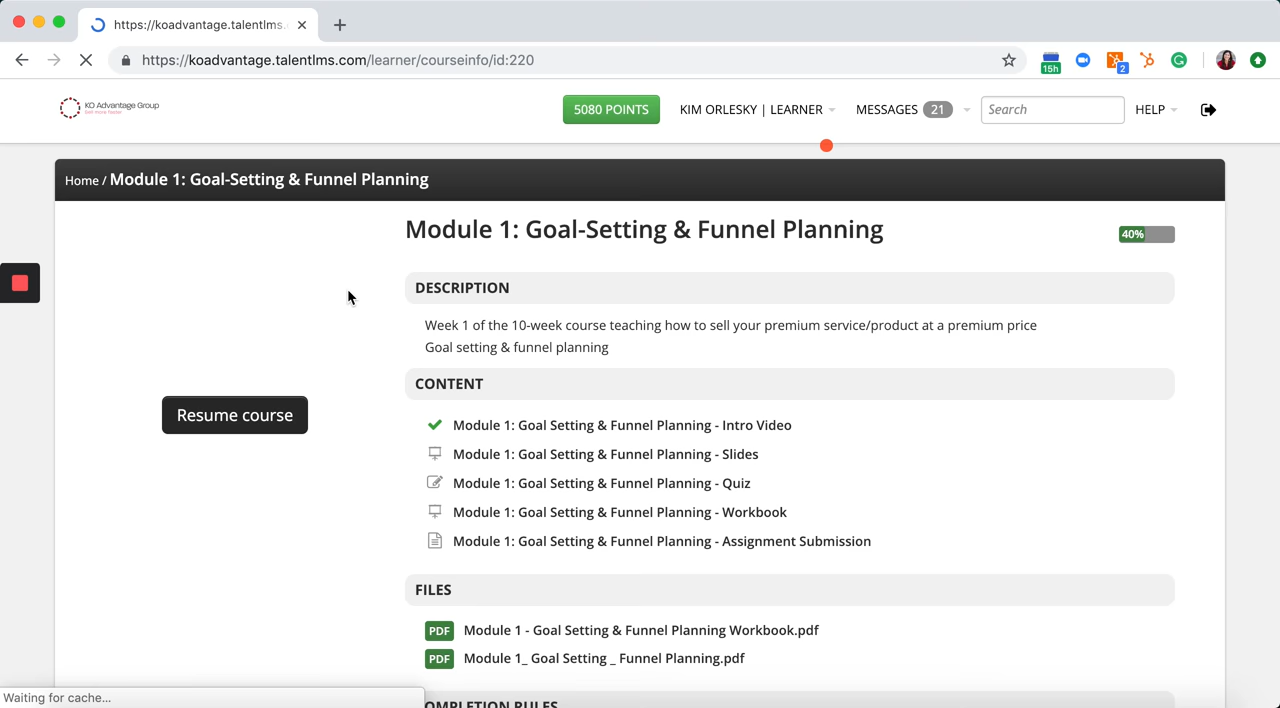 https://koadvantage.talentlms.
https://koadvantage.talentlms.com/learner/courseinfo/id:220
15h
2
KO Advantage Group
Sell more faster
5080 POINTS
KIM ORLESKY | LEARNER
MESSAGES 21
Search
HELP
Home / Module 1: Goal-Setting & Funnel Planning
Module 1: Goal-Setting & Funnel Planning
40%
DESCRIPTION
Week 1 of the 10-week course teaching how to sell your premium service/product at a premium price
Goal setting & funnel planning
Resume course
CONTENT
Module 1: Goal Setting & Funnel Planning - Intro Video
Module 1: Goal Setting & Funnel Planning - Slides
Module 1: Goal Setting & Funnel Planning - Quiz
Module 1: Goal Setting & Funnel Planning - Workbook
Module 1: Goal Setting & Funnel Planning - Assignment Submission
FILES
PDF Module 1 - Goal Setting & Funnel Planning Workbook.pdf
PDF Module 1_ Goal Setting _ Funnel Planning.pdf
OMPLETION RULES
Waiting for cache...